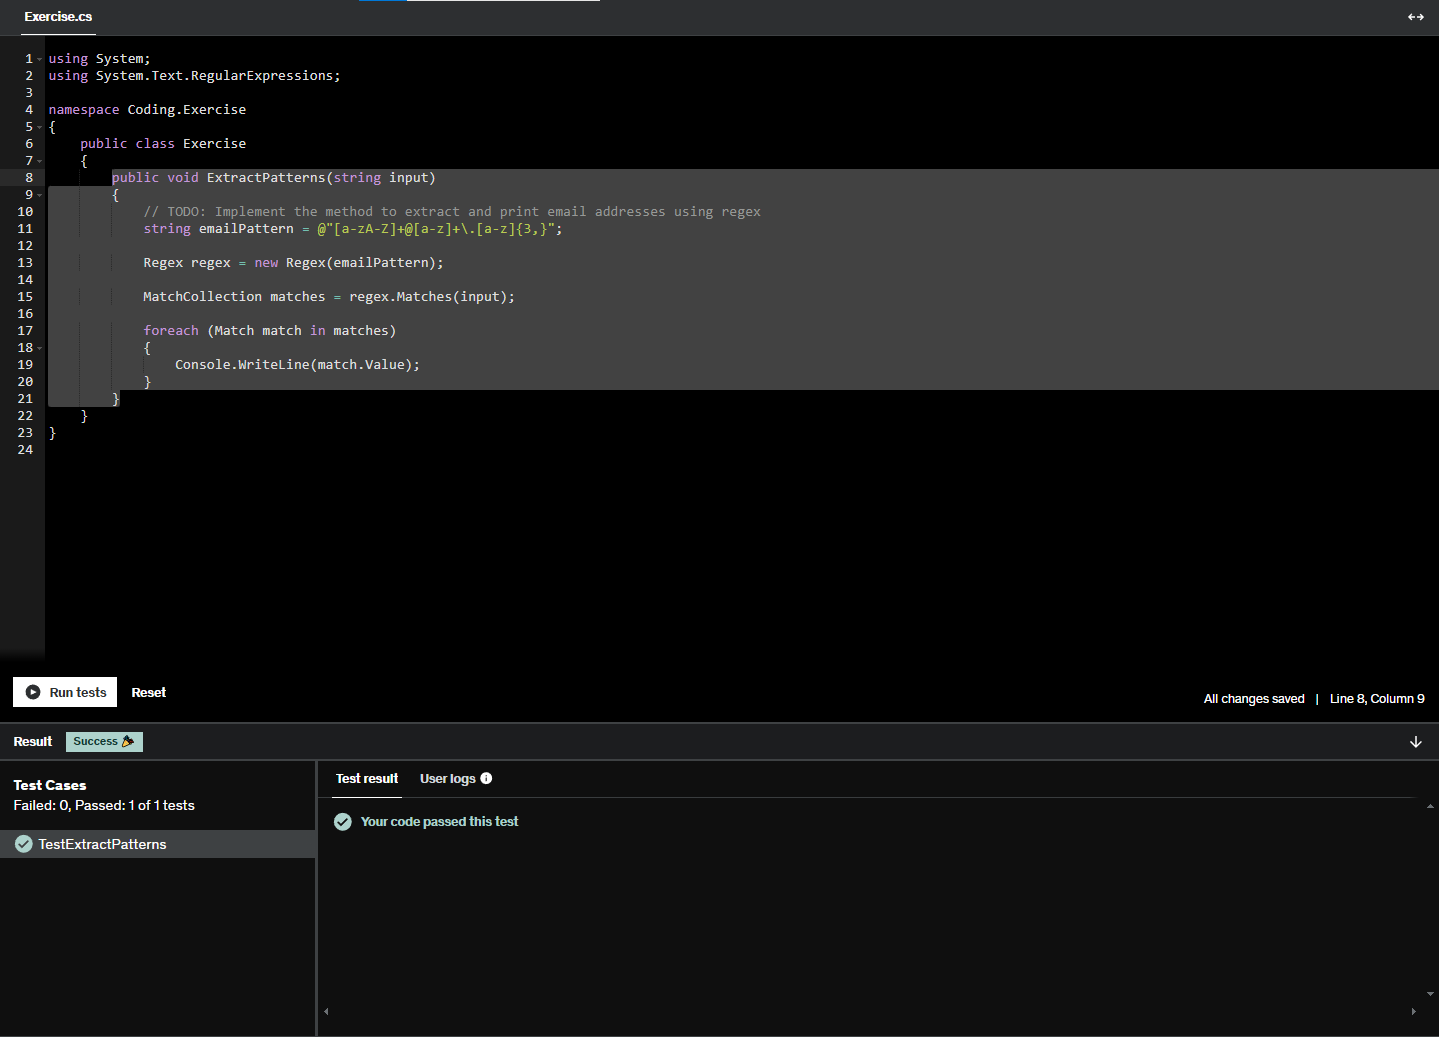 Exercise.cs
1 using System;
2 using System.Text.RegularExpressions;
3
4 namespace Coding.Exercise
5 {
6     public class Exercise
7     {
8         public void ExtractPatterns(string input)
9         {
10             // TODO: Implement the method to extract and print email addresses using regex
11             string emailPattern = @"[a-zA-Z]+@[a-z]+\.[a-z]{3,}";
12
13             Regex regex = new Regex(emailPattern);
14
15             MatchCollection matches = regex.Matches(input);
16
17             foreach (Match match in matches)
18             {
19                 Console.WriteLine(match.Value);
20             }
21         }
22     }
23 }
24
Run tests Reset
All changes saved | Line 8, Column 9
Result Success
Test Cases
Failed: 0, Passed: 1 of 1 tests
TestExtractPatterns
Test result User logs
Your code passed this test